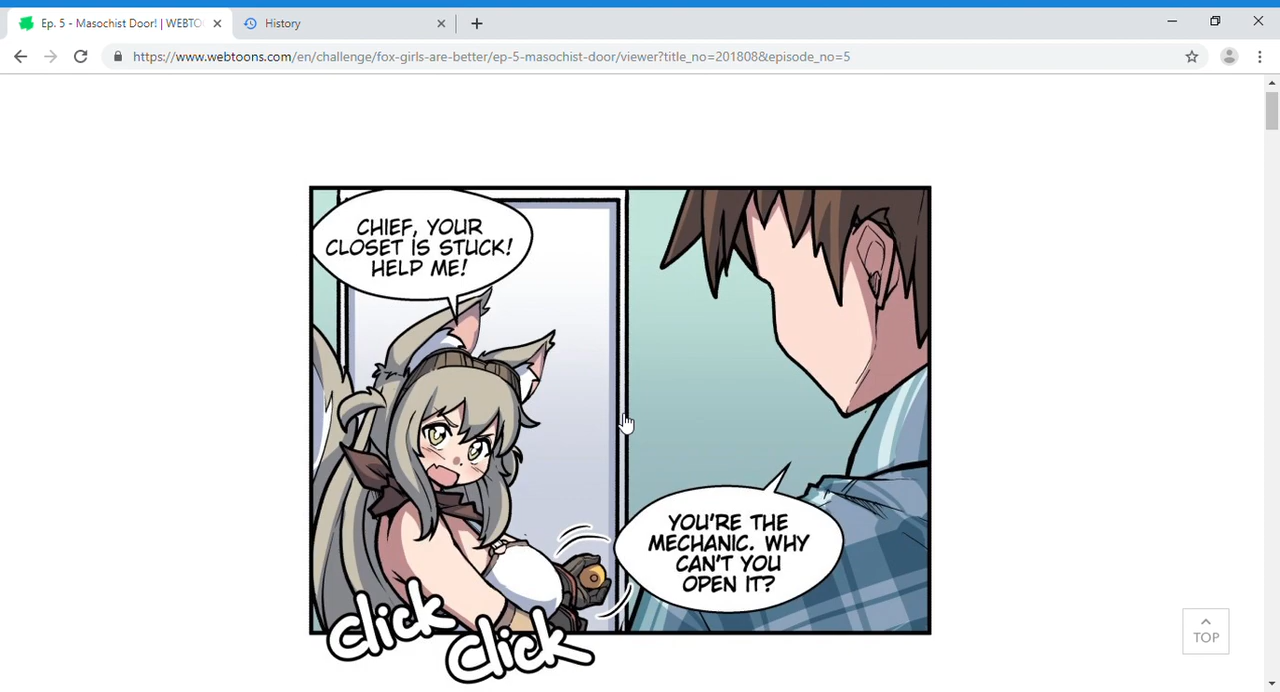 Ep. 5 - Masochist Door! | WEBTO
History
https://www.webtoons.com/en/challenge/fox-girls-are-better/ep-5-masochist-door/viewer?title_no=201808&episode_no=5
CHIEF, YOUR
CLOSET IS STUCK!
HELP ME!
YOU'RE THE
MECHANIC. WHY
CAN'T YOU
OPEN IT?
Click
Click
TOP